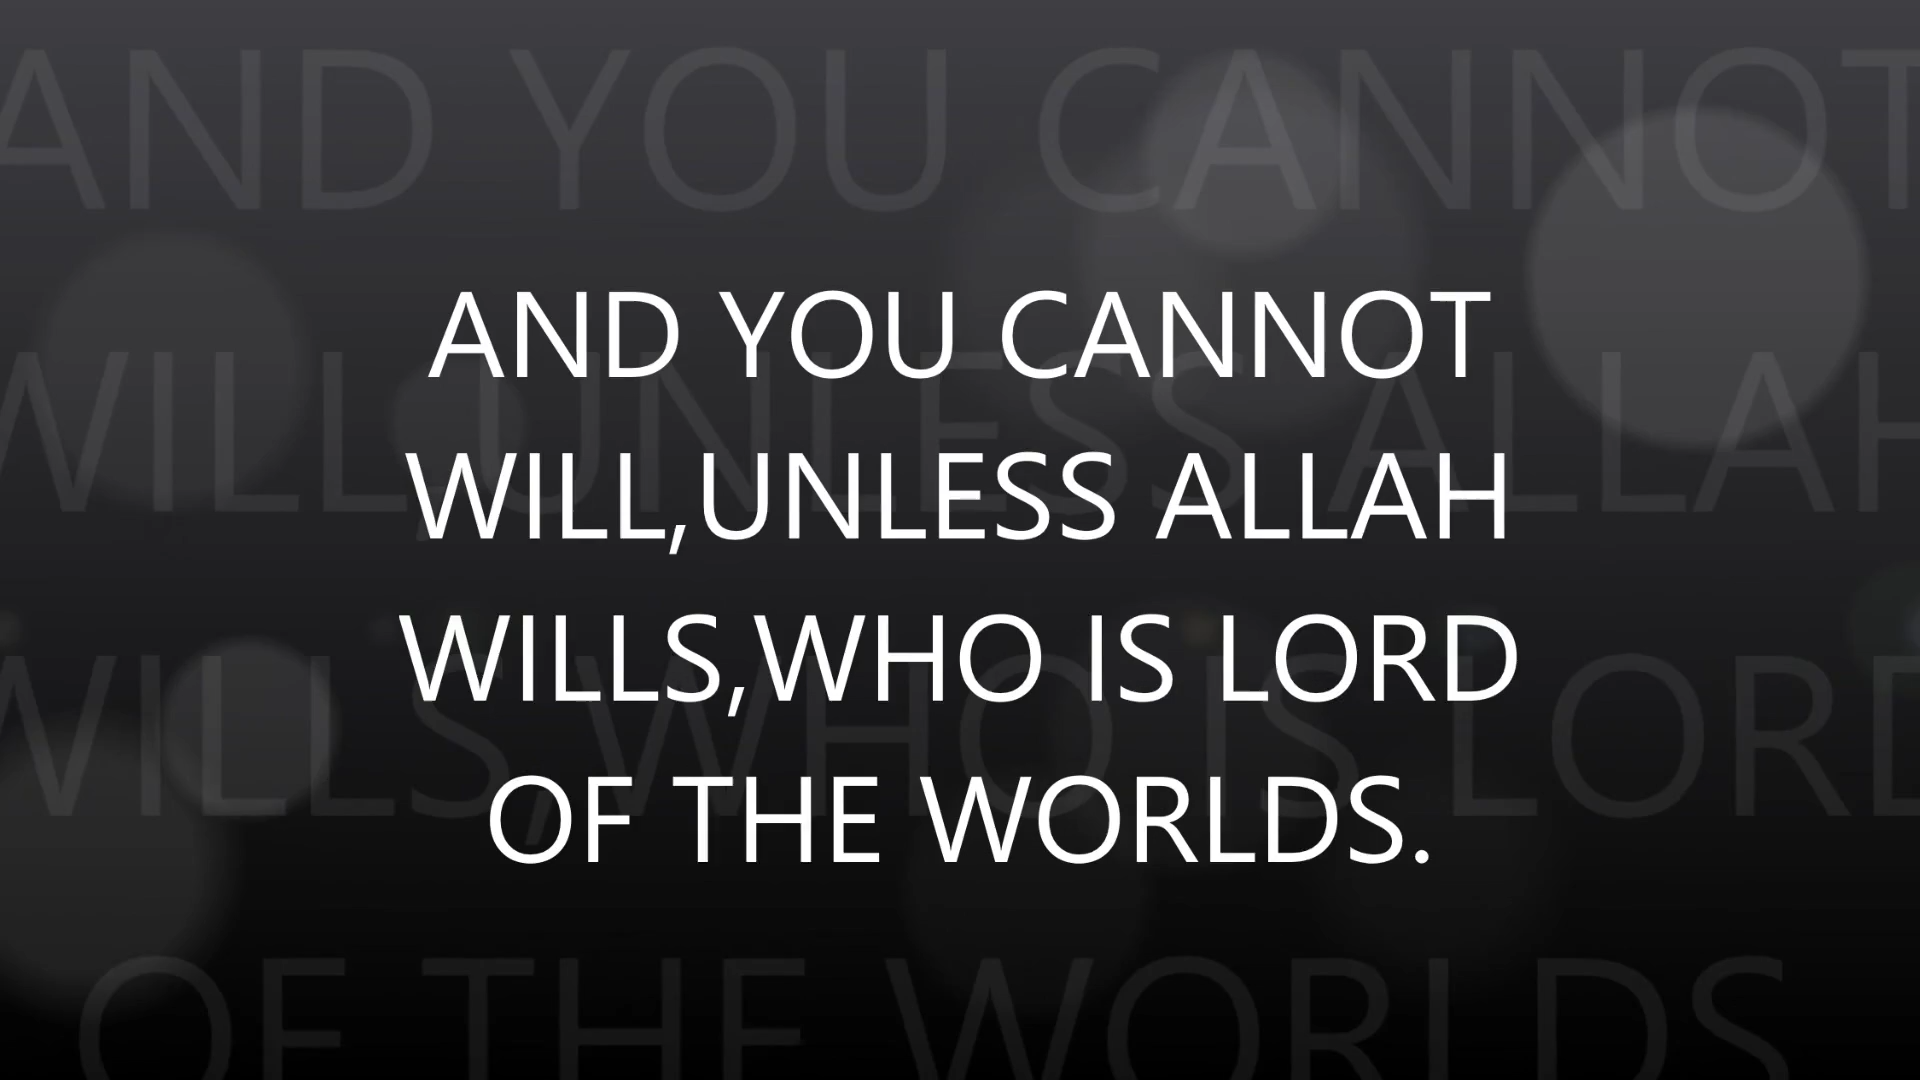 AND YOU CANNOT
WILL,UNLESS ALLAH
WILLS,WHO IS LORD
OF THE WORLDS.